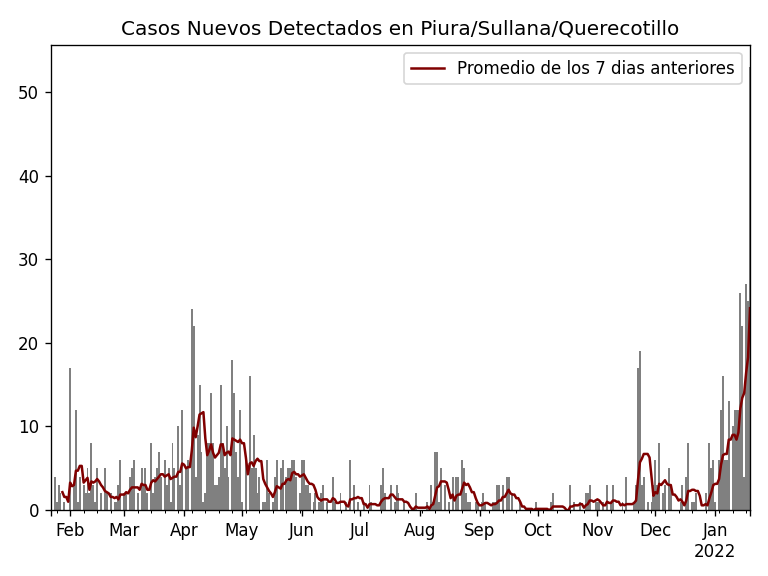 Casos Nuevos Detectados en Piura/Sullana/Querecotillo
Promedio de los 7 dias anteriores
50
40
30
20
10
0
Feb Mar Apr May Jun Jul Aug Sep Oct Nov Dec Jan
2022